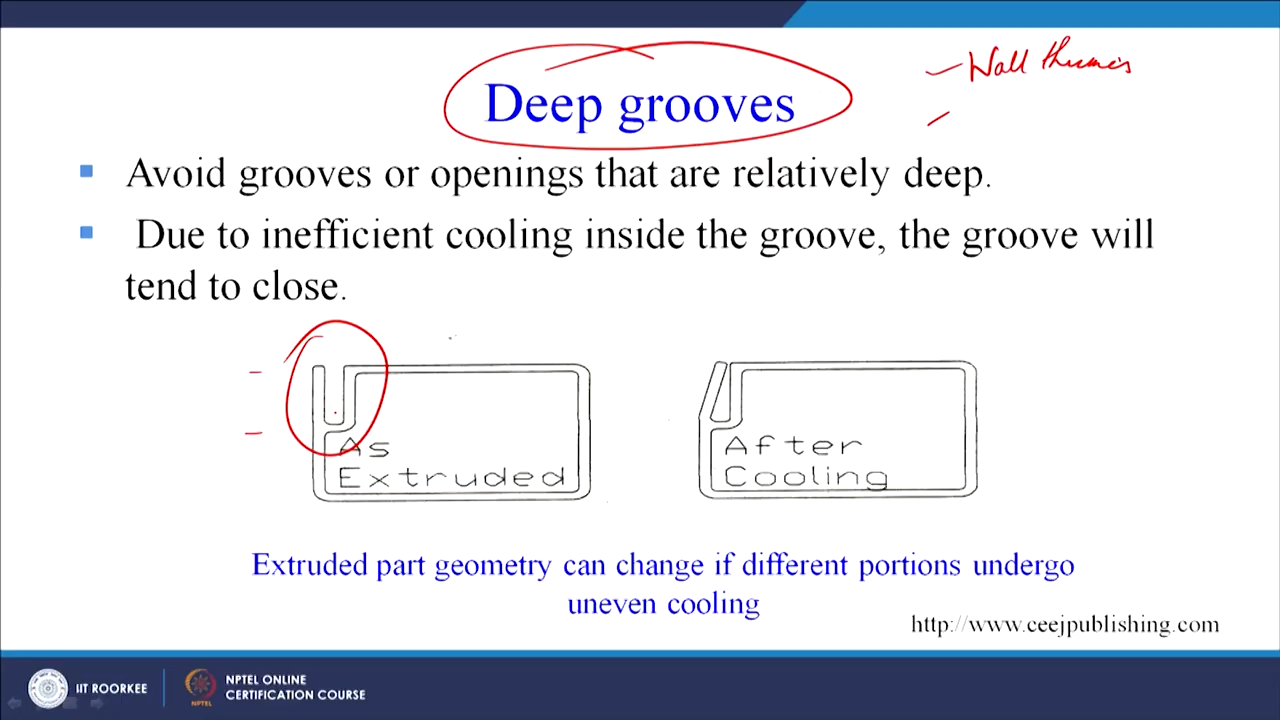 Deep grooves
Wall
Avoid grooves or openings that are relatively deep.
Due to inefficient cooling inside the groove, the groove will
tend to close.
As
Extruded
After
Cooling
Extruded part geometry can change if different portions undergo
uneven cooling
http://www.ceejpublishing.com
IIT ROORKEE
NPTEL
NPTEL ONLINE
CERTIFICATION COURSE